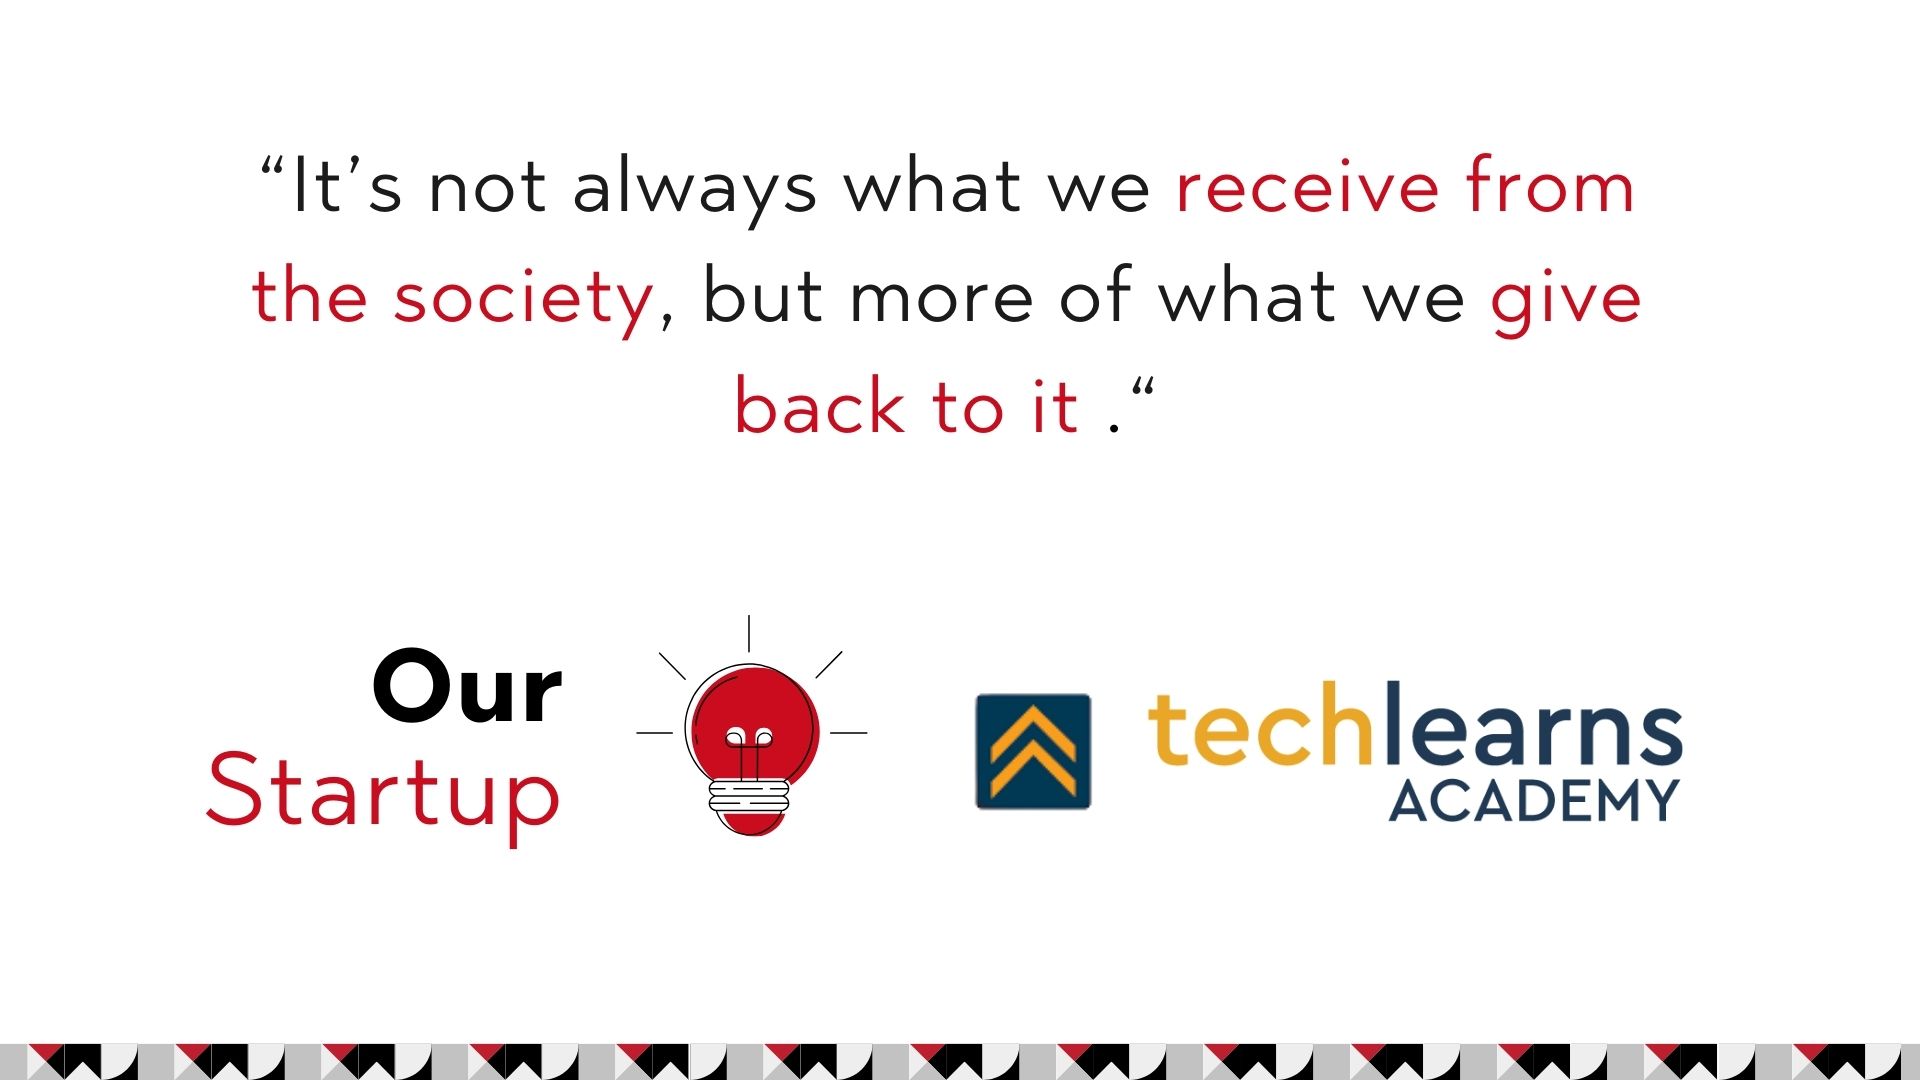 “It’s not always what we receive from
the society, but more of what we give
back to it .“
Our
Startup
techlearns
ACADEMY